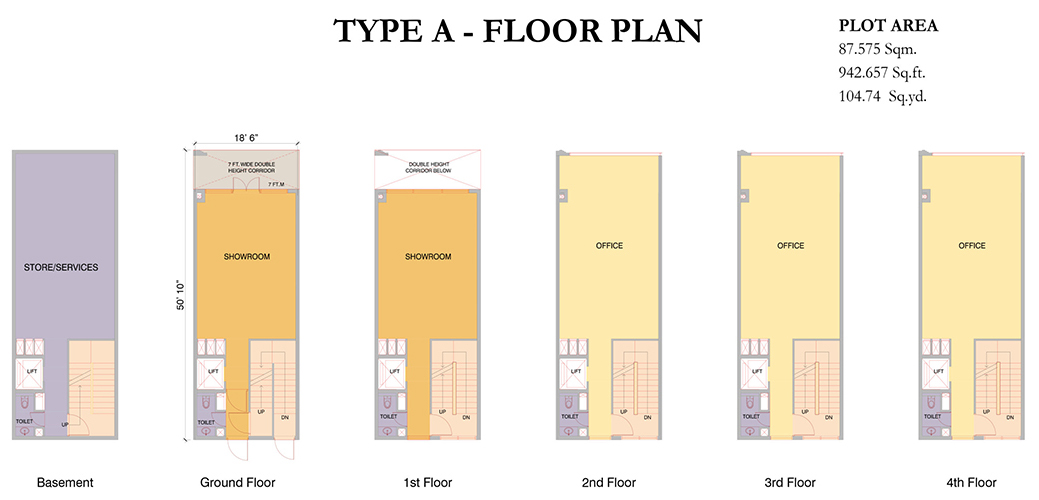 TYPE A - FLOOR PLAN
PLOT AREA
87.575 Sqm.
942.657 Sq.ft.
104.74 Sq.yd.
18' 6"
50' 10"
STORE/SERVICES
LIFT
TOILET
UP
Basement
7 FT. WIDE DOUBLE
HEIGHT CORRIDOR
7 FT.M
SHOWROOM
LIFT
TOILET
UP
DN
Ground Floor
DOUBLE HEIGHT
CORRIDOR BELOW
SHOWROOM
LIFT
TOILET
UP
DN
1st Floor
OFFICE
LIFT
TOILET
UP
DN
2nd Floor
OFFICE
LIFT
TOILET
UP
DN
3rd Floor
OFFICE
LIFT
TOILET
UP
DN
4th Floor